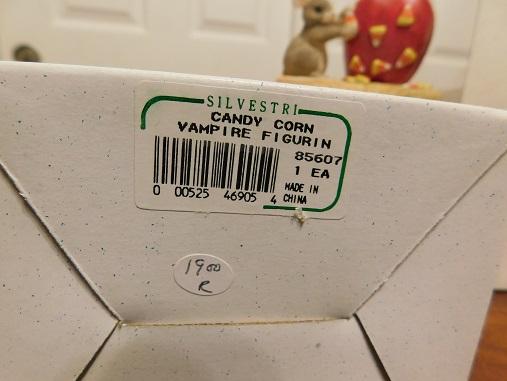 SILVESTRI
CANDY CORN
VAMPIRE FIGURIN
85607
1 EA
MADE IN
CHINA
0 00525 46905 4
1900
R